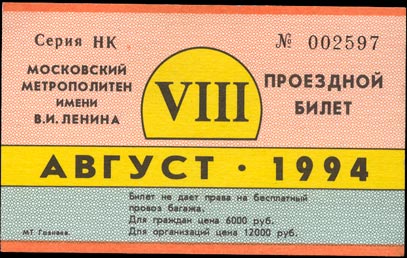 Серия НК
№ 002597
МОСКОВСКИЙ
МЕТРОПОЛИТЕН
ИМЕНИ
В.И. ЛЕНИНА
VIII
ПРОЕЗДНОЙ
БИЛЕТ
АВГУСТ · 1994
Билет не дает права на бесплатный
провоз багажа.
Для граждан цена 6000 руб.
Для организаций цена 12000 руб.
МТ Гознака.